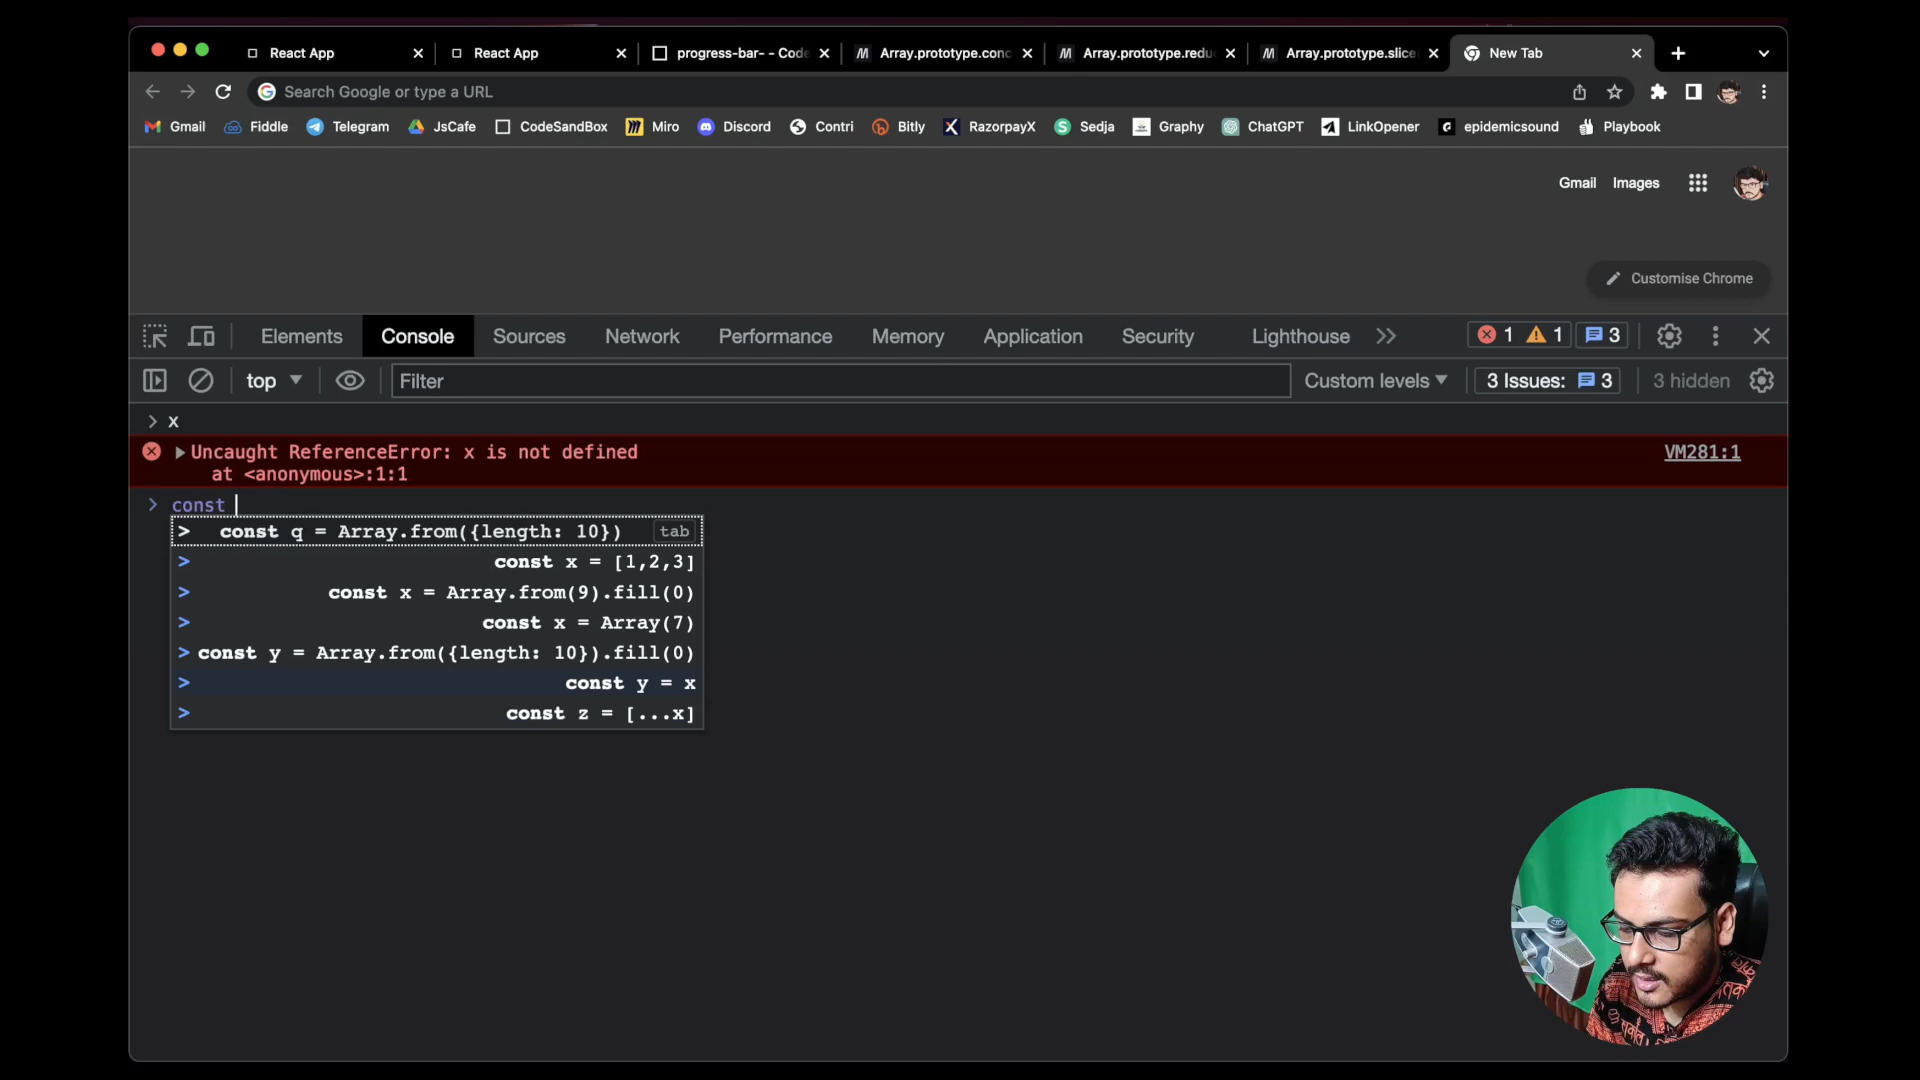 React App
React App
progress-bar- - Code
Array.prototype.conc
Array.prototype.redu
Array.prototype.slice
New Tab
Search Google or type a URL
Gmail
Fiddle
Telegram
JsCafe
CodeSandBox
Miro
Discord
Contri
Bitly
RazorpayX
Sedja
Graphy
ChatGPT
LinkOpener
epidemicsound
Playbook
Gmail Images
Customise Chrome
Elements Console Sources Network Performance Memory Application Security Lighthouse 1 1 3
top Filter Custom levels 3 Issues: 3 3 hidden
> x
Uncaught ReferenceError: x is not defined VM281:1
at <anonymous>:1:1
> const
> const q = Array.from({length: 10}) tab
> const x = [1,2,3]
> const x = Array.from(9).fill(0)
> const x = Array(7)
> const y = Array.from({length: 10}).fill(0)
> const y = x
> const z = [...x]